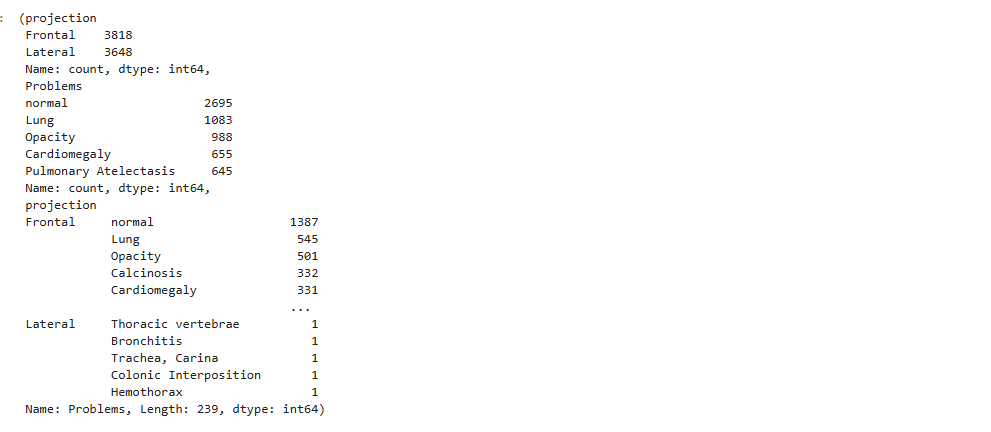 : (projection
Frontal 3818
Lateral 3648
Name: count, dtype: int64,
Problems
normal 2695
Lung 1083
Opacity 988
Cardiomegaly 655
Pulmonary Atelectasis 645
Name: count, dtype: int64,
projection
Frontal normal 1387
Lung 545
Opacity 501
Calcinosis 332
Cardiomegaly 331
...
Lateral Thoracic vertebrae 1
Bronchitis 1
Trachea, Carina 1
Colonic Interposition 1
Hemothorax 1
Name: Problems, Length: 239, dtype: int64)